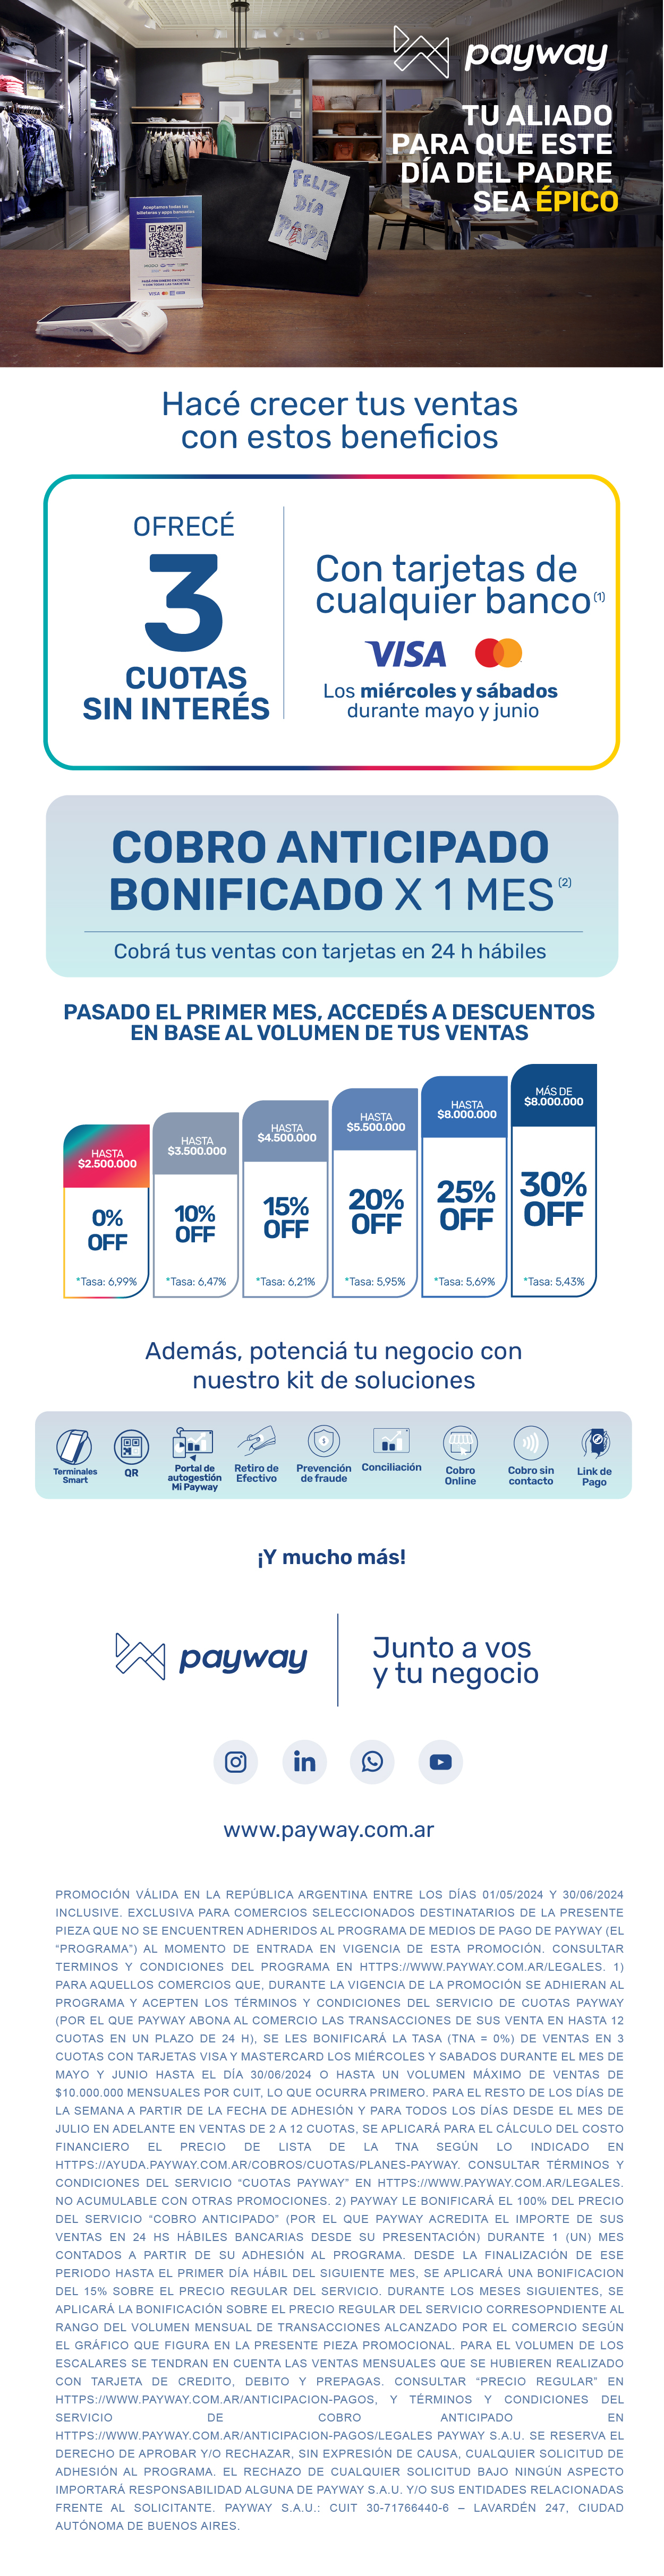 payway
TU ALIADO
PARA QUE ESTE
DÍA DEL PADRE
SEA ÉPICO
FELIZ
DÍA
PAPA
Aceptamos todas las
billeteras y apps bancarias
VISA
Hacé crecer tus ventas
con estos beneficios
OFRECÉ
3
CUOTAS
SIN INTERÉS
Con tarjetas de
cualquier banco(1)
VISA
Los miércoles y sábados
durante mayo y junio
COBRO ANTICIPADO
BONIFICADO X 1 MES(2)
Cobrá tus ventas con tarjetas en 24 h hábiles
PASADO EL PRIMER MES, ACCEDÉS A DESCUENTOS
EN BASE AL VOLUMEN DE TUS VENTAS
HASTA
$2.500.000
0%
OFF
*Tasa: 6,99%
HASTA
$3.500.000
10%
OFF
*Tasa: 6,47%
HASTA
$4.500.000
15%
OFF
*Tasa: 6,21%
HASTA
$5.500.000
20%
OFF
*Tasa: 5,95%
HASTA
$8.000.000
25%
OFF
*Tasa: 5,69%
MÁS DE
$8.000.000
30%
OFF
*Tasa: 5,43%
Además, potenciá tu negocio con
nuestro kit de soluciones
Terminales
Smart
QR
Portal de
autogestión
Mi Payway
Retiro de
Efectivo
Prevención
de fraude
Conciliación
Cobro
Online
Cobro sin
contacto
Link de
Pago
¡Y mucho más!
payway
Junto a vos
y tu negocio
www.payway.com.ar
PROMOCIÓN VÁLIDA EN LA REPÚBLICA ARGENTINA ENTRE LOS DÍAS 01/05/2024 Y 30/06/2024
INCLUSIVE. EXCLUSIVA PARA COMERCIOS SELECCIONADOS DESTINATARIOS DE LA PRESENTE
PIEZA QUE NO SE ENCUENTREN ADHERIDOS AL PROGRAMA DE MEDIOS DE PAGO DE PAYWAY (EL
“PROGRAMA”) AL MOMENTO DE ENTRADA EN VIGENCIA DE ESTA PROMOCIÓN. CONSULTAR
TERMINOS Y CONDICIONES DEL PROGRAMA EN HTTPS://WWW.PAYWAY.COM.AR/LEGALES. 1)
PARA AQUELLOS COMERCIOS QUE, DURANTE LA VIGENCIA DE LA PROMOCIÓN SE ADHIERAN AL
PROGRAMA Y ACEPTEN LOS TÉRMINOS Y CONDICIONES DEL SERVICIO DE CUOTAS PAYWAY
(POR EL QUE PAYWAY ABONA AL COMERCIO LAS TRANSACCIONES DE SUS VENTA EN HASTA 12
CUOTAS EN UN PLAZO DE 24 H), SE LES BONIFICARÁ LA TASA (TNA = 0%) DE VENTAS EN 3
CUOTAS CON TARJETAS VISA Y MASTERCARD LOS MIÉRCOLES Y SABADOS DURANTE EL MES DE
MAYO Y JUNIO HASTA EL DÍA 30/06/2024 O HASTA UN VOLUMEN MÁXIMO DE VENTAS DE
$10.000.000 MENSUALES POR CUIT, LO QUE OCURRA PRIMERO. PARA EL RESTO DE LOS DÍAS DE
LA SEMANA A PARTIR DE LA FECHA DE ADHESIÓN Y PARA TODOS LOS DÍAS DESDE EL MES DE
JULIO EN ADELANTE EN VENTAS DE 2 A 12 CUOTAS, SE APLICARÁ PARA EL CÁLCULO DEL COSTO
FINANCIERO EL PRECIO DE LISTA DE LA TNA SEGÚN LO INDICADO EN
HTTPS://AYUDA.PAYWAY.COM.AR/COBROS/CUOTAS/PLANES-PAYWAY. CONSULTAR TÉRMINOS Y
CONDICIONES DEL SERVICIO “CUOTAS PAYWAY” EN HTTPS://WWW.PAYWAY.COM.AR/LEGALES.
NO ACUMULABLE CON OTRAS PROMOCIONES. 2) PAYWAY LE BONIFICARÁ EL 100% DEL PRECIO
DEL SERVICIO “COBRO ANTICIPADO” (POR EL QUE PAYWAY ACREDITA EL IMPORTE DE SUS
VENTAS EN 24 HS HÁBILES BANCARIAS DESDE SU PRESENTACIÓN) DURANTE 1 (UN) MES
CONTADOS A PARTIR DE SU ADHESIÓN AL PROGRAMA. DESDE LA FINALIZACIÓN DE ESE
PERIODO HASTA EL PRIMER DÍA HÁBIL DEL SIGUIENTE MES, SE APLICARÁ UNA BONIFICACION
DEL 15% SOBRE EL PRECIO REGULAR DEL SERVICIO. DURANTE LOS MESES SIGUIENTES, SE
APLICARÁ LA BONIFICACIÓN SOBRE EL PRECIO REGULAR DEL SERVICIO CORRESOPNDIENTE AL
RANGO DEL VOLUMEN MENSUAL DE TRANSACCIONES ALCANZADO POR EL COMERCIO SEGÚN
EL GRÁFICO QUE FIGURA EN LA PRESENTE PIEZA PROMOCIONAL. PARA EL VOLUMEN DE LOS
ESCALARES SE TENDRAN EN CUENTA LAS VENTAS MENSUALES QUE SE HUBIEREN REALIZADO
CON TARJETA DE CREDITO, DEBITO Y PREPAGAS. CONSULTAR “PRECIO REGULAR” EN
HTTPS://WWW.PAYWAY.COM.AR/ANTICIPACION-PAGOS, Y TÉRMINOS Y CONDICIONES DEL
SERVICIO DE COBRO ANTICIPADO EN
HTTPS://WWW.PAYWAY.COM.AR/ANTICIPACION-PAGOS/LEGALES PAYWAY S.A.U. SE RESERVA EL
DERECHO DE APROBAR Y/O RECHAZAR, SIN EXPRESIÓN DE CAUSA, CUALQUIER SOLICITUD DE
ADHESIÓN AL PROGRAMA. EL RECHAZO DE CUALQUIER SOLICITUD BAJO NINGÚN ASPECTO
IMPORTARÁ RESPONSABILIDAD ALGUNA DE PAYWAY S.A.U. Y/O SUS ENTIDADES RELACIONADAS
FRENTE AL SOLICITANTE. PAYWAY S.A.U.: CUIT 30-71766440-6 – LAVARDÉN 247, CIUDAD
AUTÓNOMA DE BUENOS AIRES.